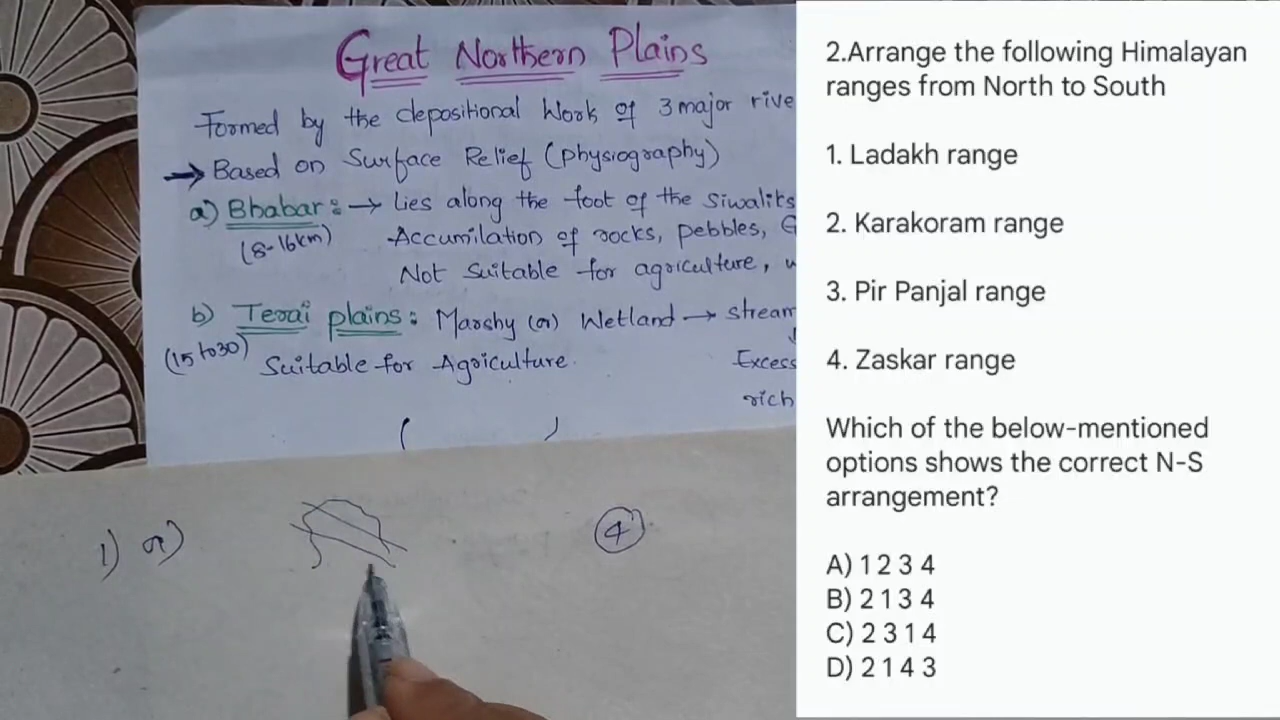 Great Northern Plains
Formed by the depositional work of 3 major rive
→ Based on Surface Relief (physiography)
a) Bhabar: → Lies along the foot of the Siwaliks
(8-16km)
Accumilation of rocks, pebbles, G
Not Suitable for agriculture, w
b) Terai plains: Marshy (or) Wetland → stream
(15 to 30)
Suitable for Agriculture.
Excess
rich
( )
1) a)
4
2.Arrange the following Himalayan
ranges from North to South
1. Ladakh range
2. Karakoram range
3. Pir Panjal range
4. Zaskar range
Which of the below-mentioned
options shows the correct N-S
arrangement?
A) 1 2 3 4
B) 2 1 3 4
C) 2 3 1 4
D) 2 1 4 3